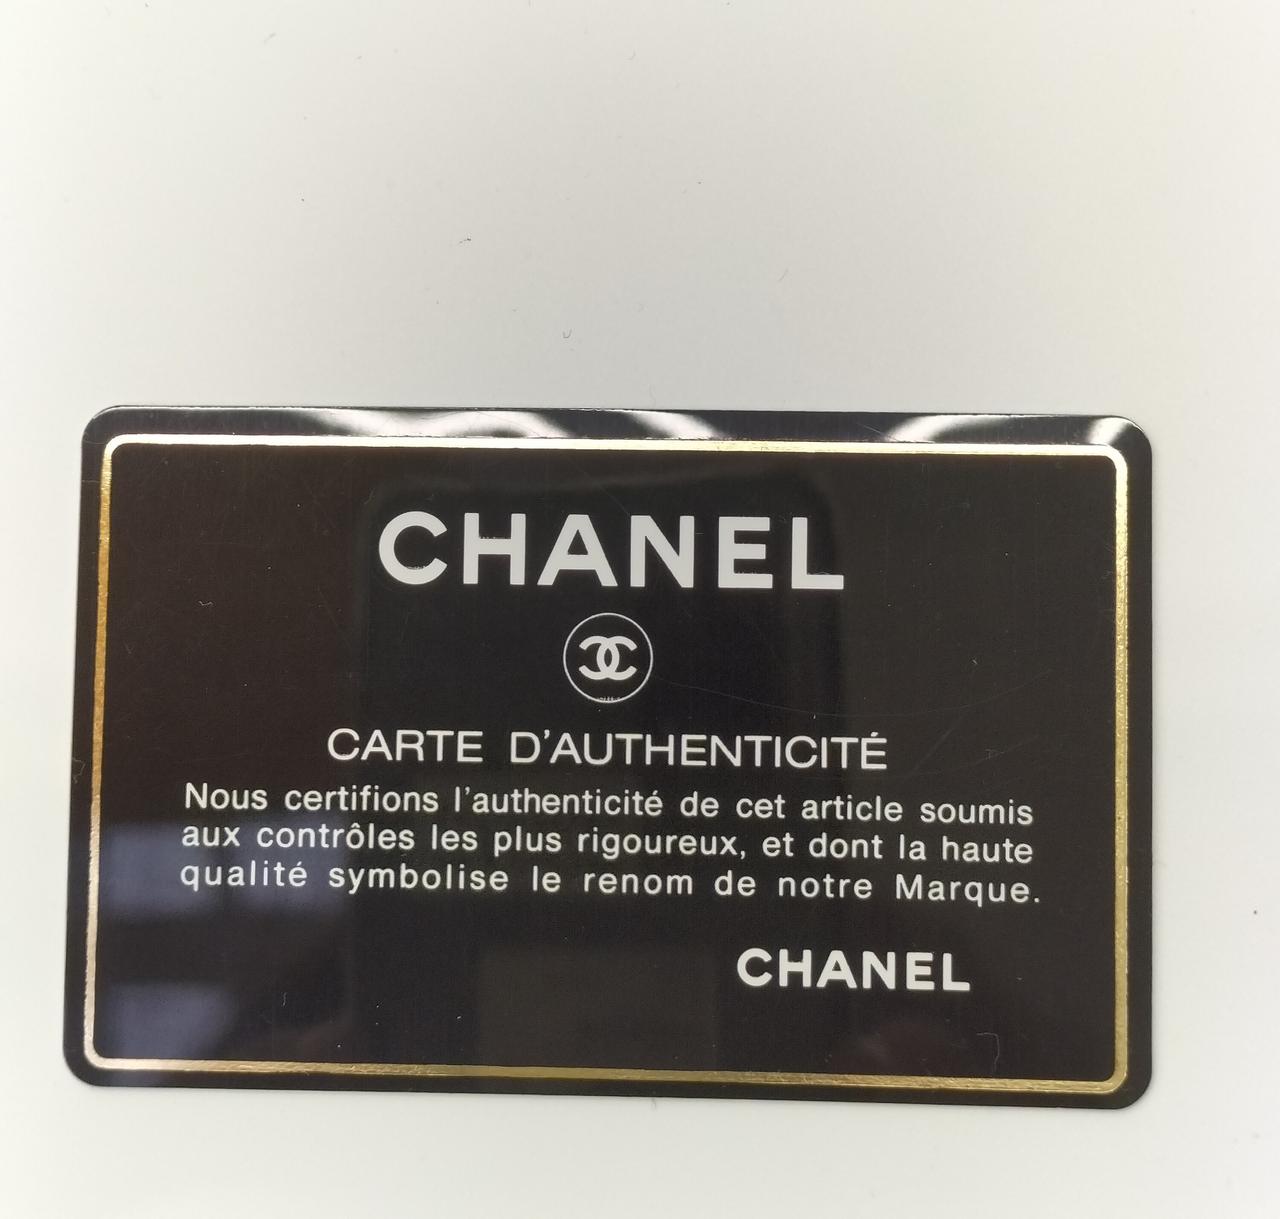 CHANEL
CARTE D'AUTHENTICITÉ
Nous certifions l'authenticité de cet article soumis
aux contrôles les plus rigoureux, et dont la haute
qualité symbolise le renom de notre Marque.
CHANEL